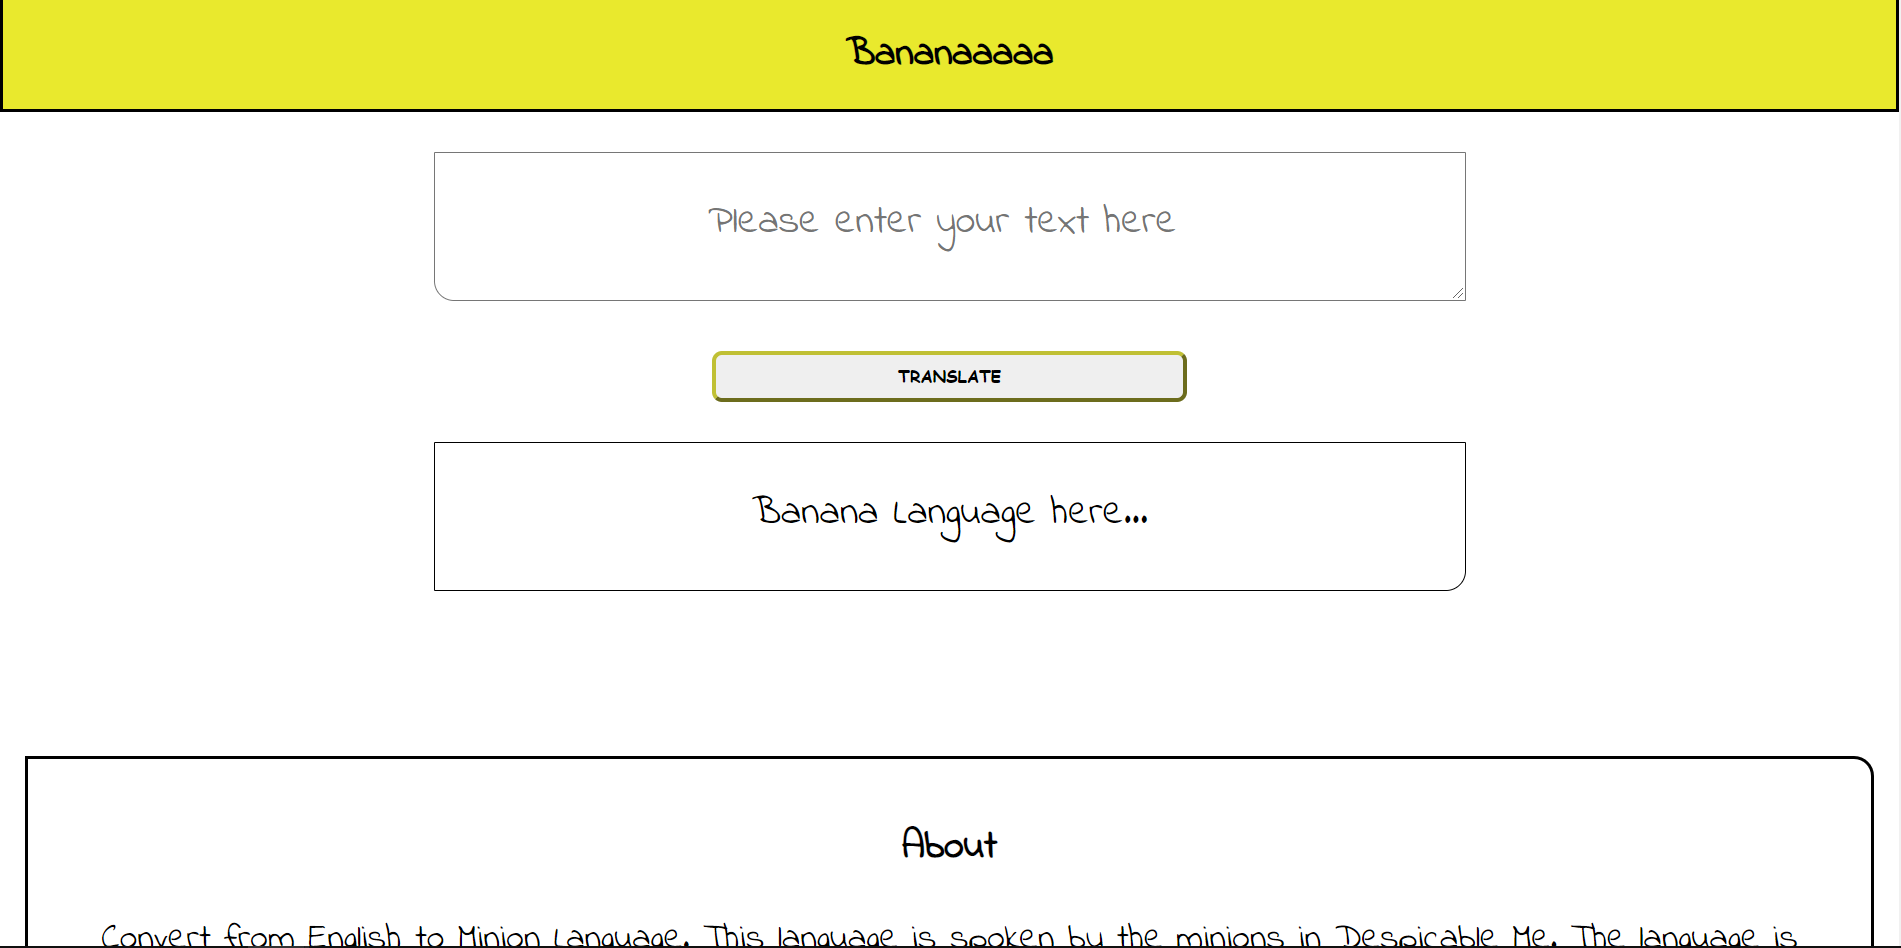 Bananaaaaa
Please enter your text here
TRANSLATE
Banana Language here...
About
Convert from English to Minion Language. This language is spoken by the minions in Despicable Me. The language is